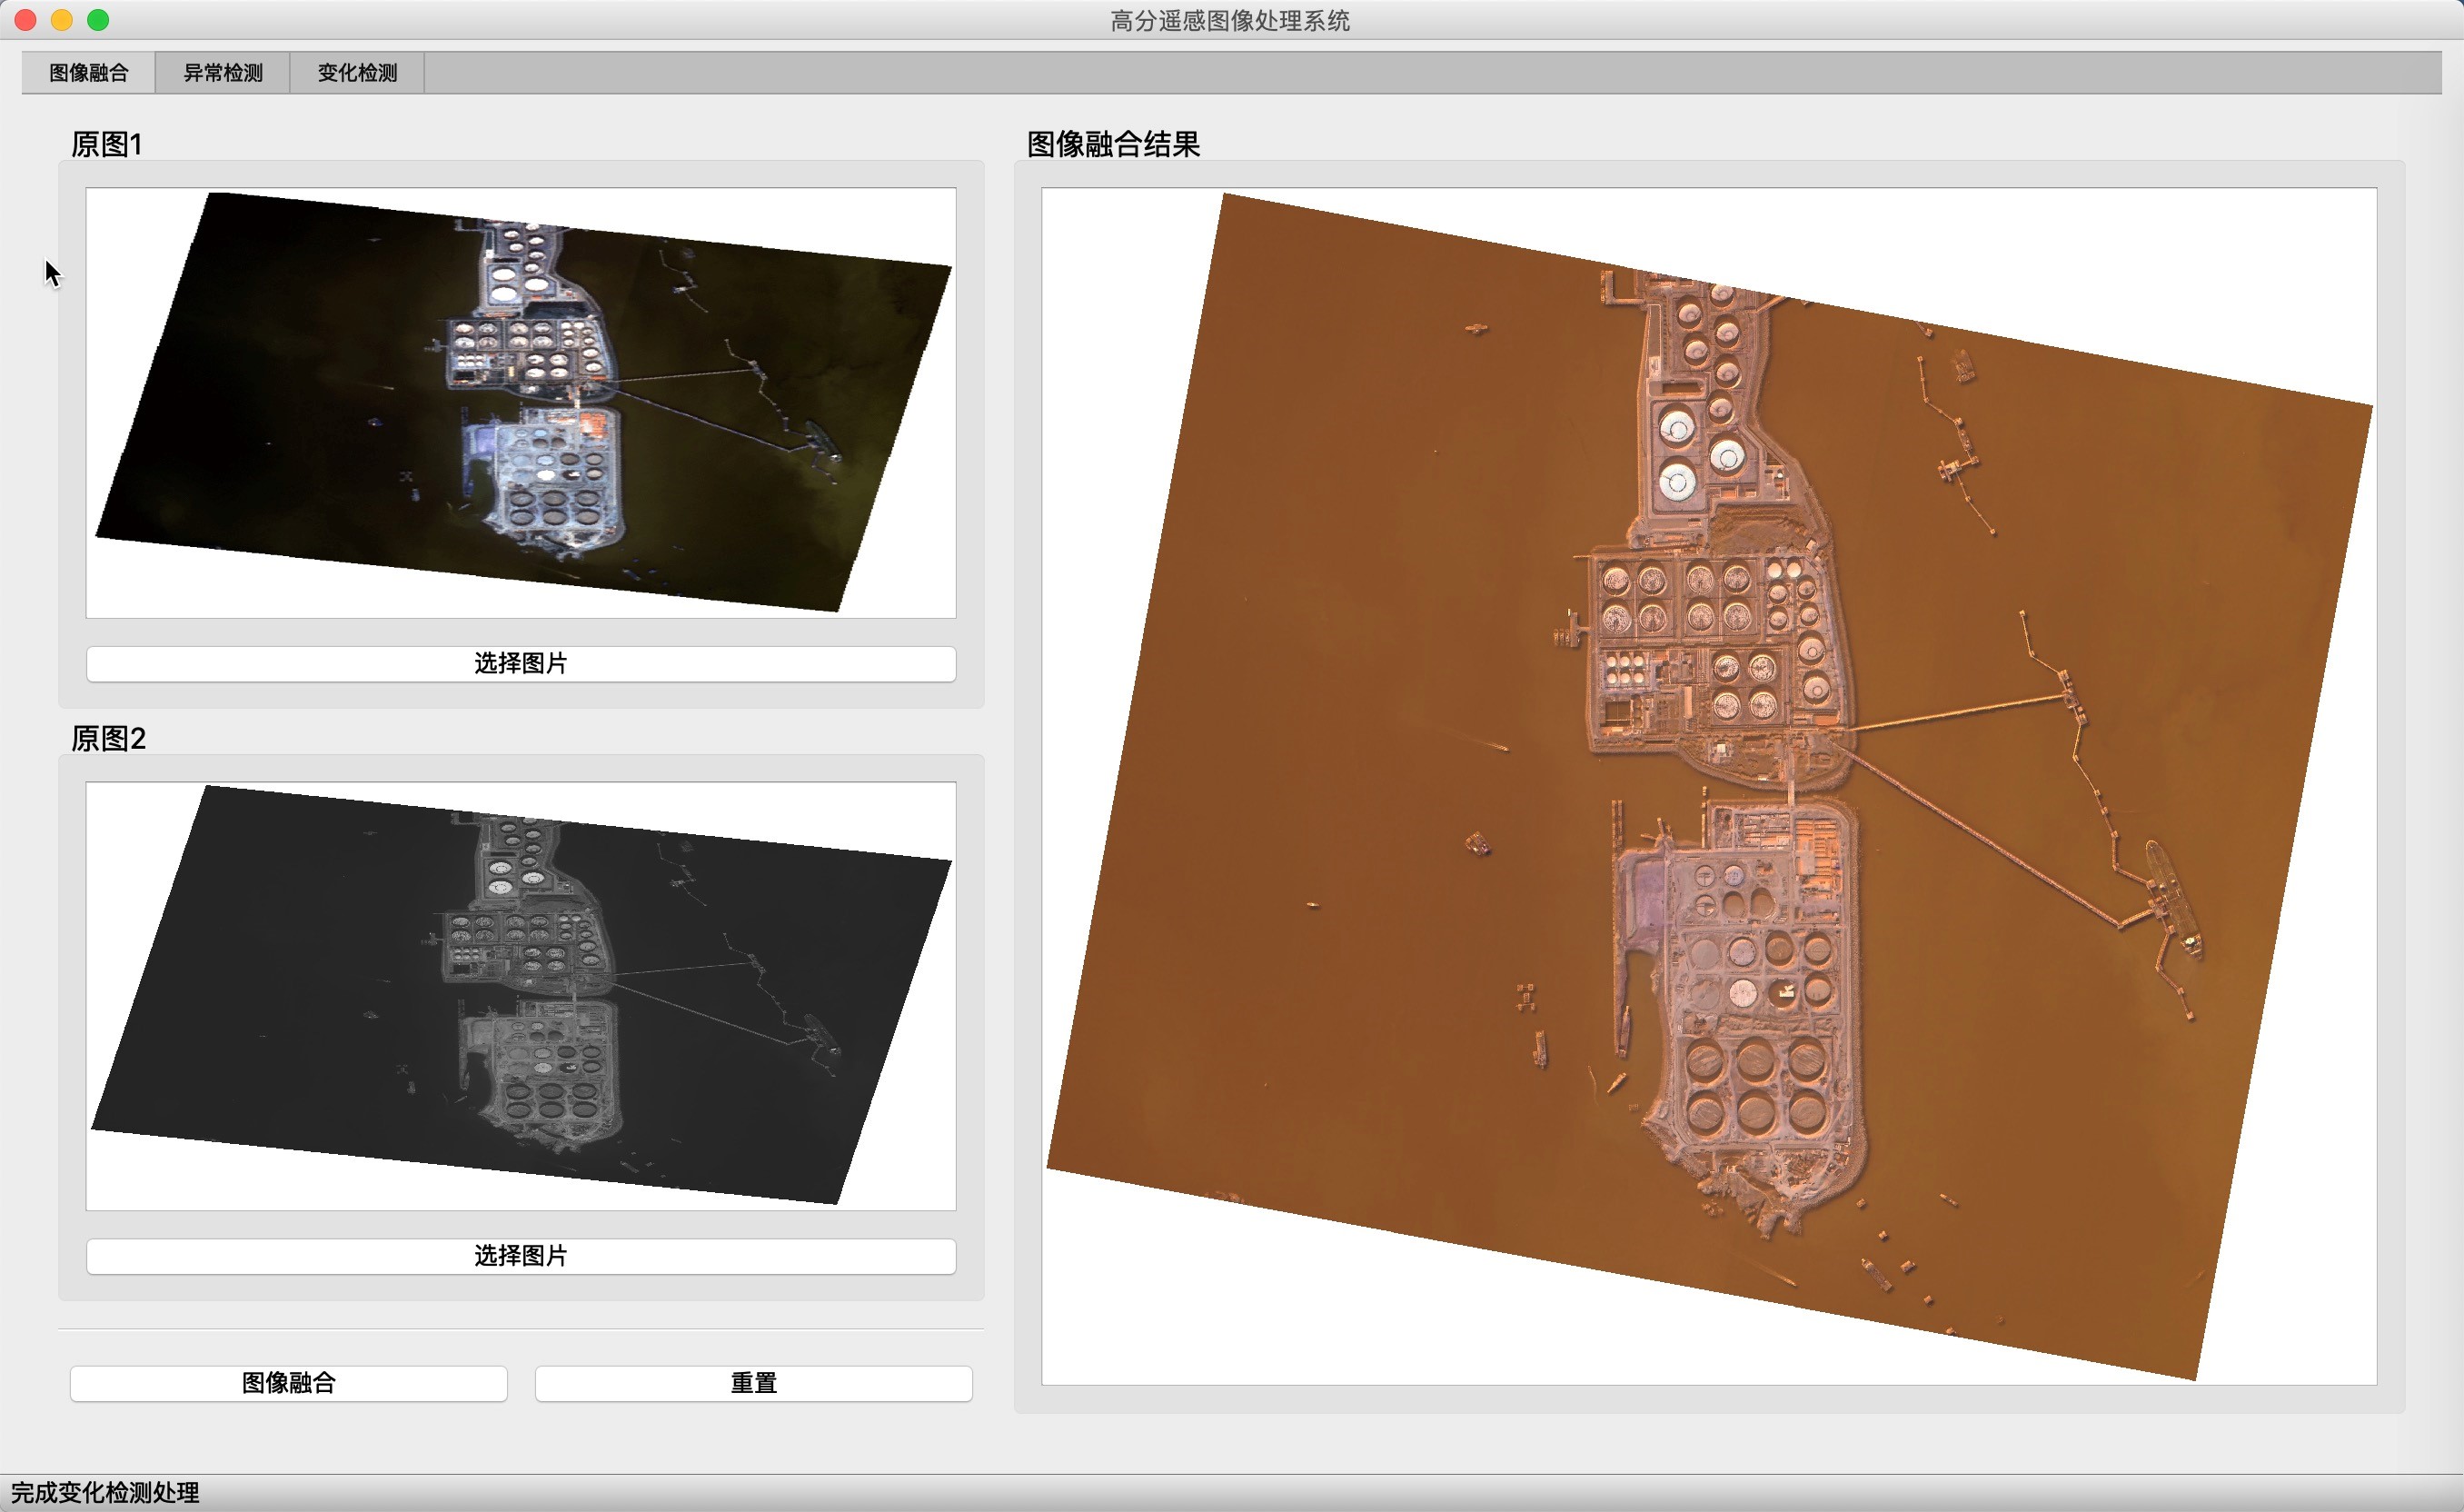 高分遥感图像处理系统
图像融合
异常检测
变化检测
原图1
选择图片
原图2
选择图片
图像融合
重置
图像融合结果
完成变化检测处理